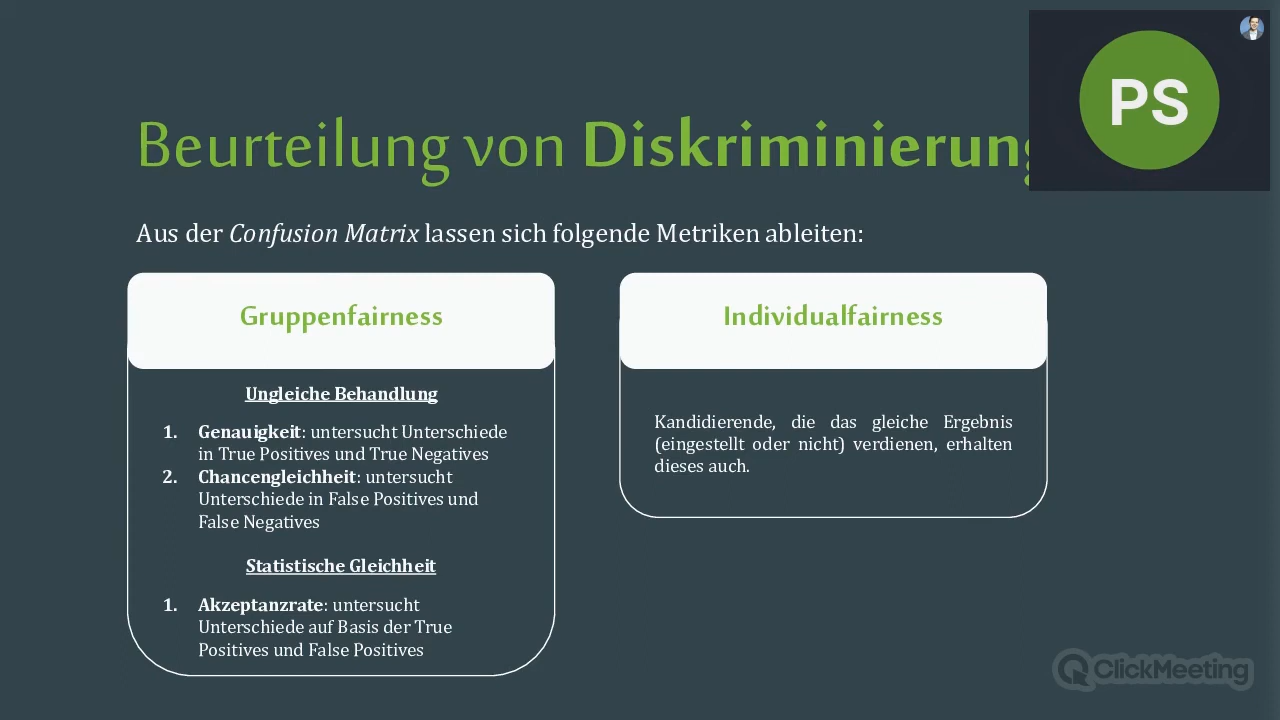 PS
Beurteilung von Diskriminierung
Aus der Confusion Matrix lassen sich folgende Metriken ableiten:
Gruppenfairness
Ungleiche Behandlung
1. Genauigkeit: untersucht Unterschiede
in True Positives und True Negatives
2. Chancengleichheit: untersucht
Unterschiede in False Positives und
False Negatives
Statistische Gleichheit
1. Akzeptanzrate: untersucht
Unterschiede auf Basis der True
Positives und False Positives
Individualfairness
Kandidierende, die das gleiche Ergebnis
(eingestellt oder nicht) verdienen, erhalten
dieses auch.
ClickMeeting